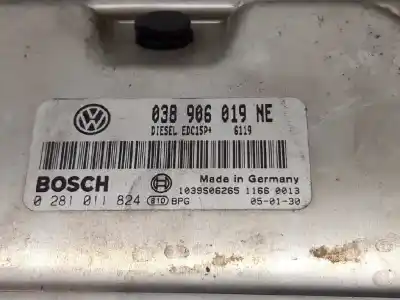 038 906 019 NE
DIESEL EDC15P+ 6119
BOSCH
Made in Germany
1039S06265 1166 0013
0 281 011 824 810 BPG 05-01-30